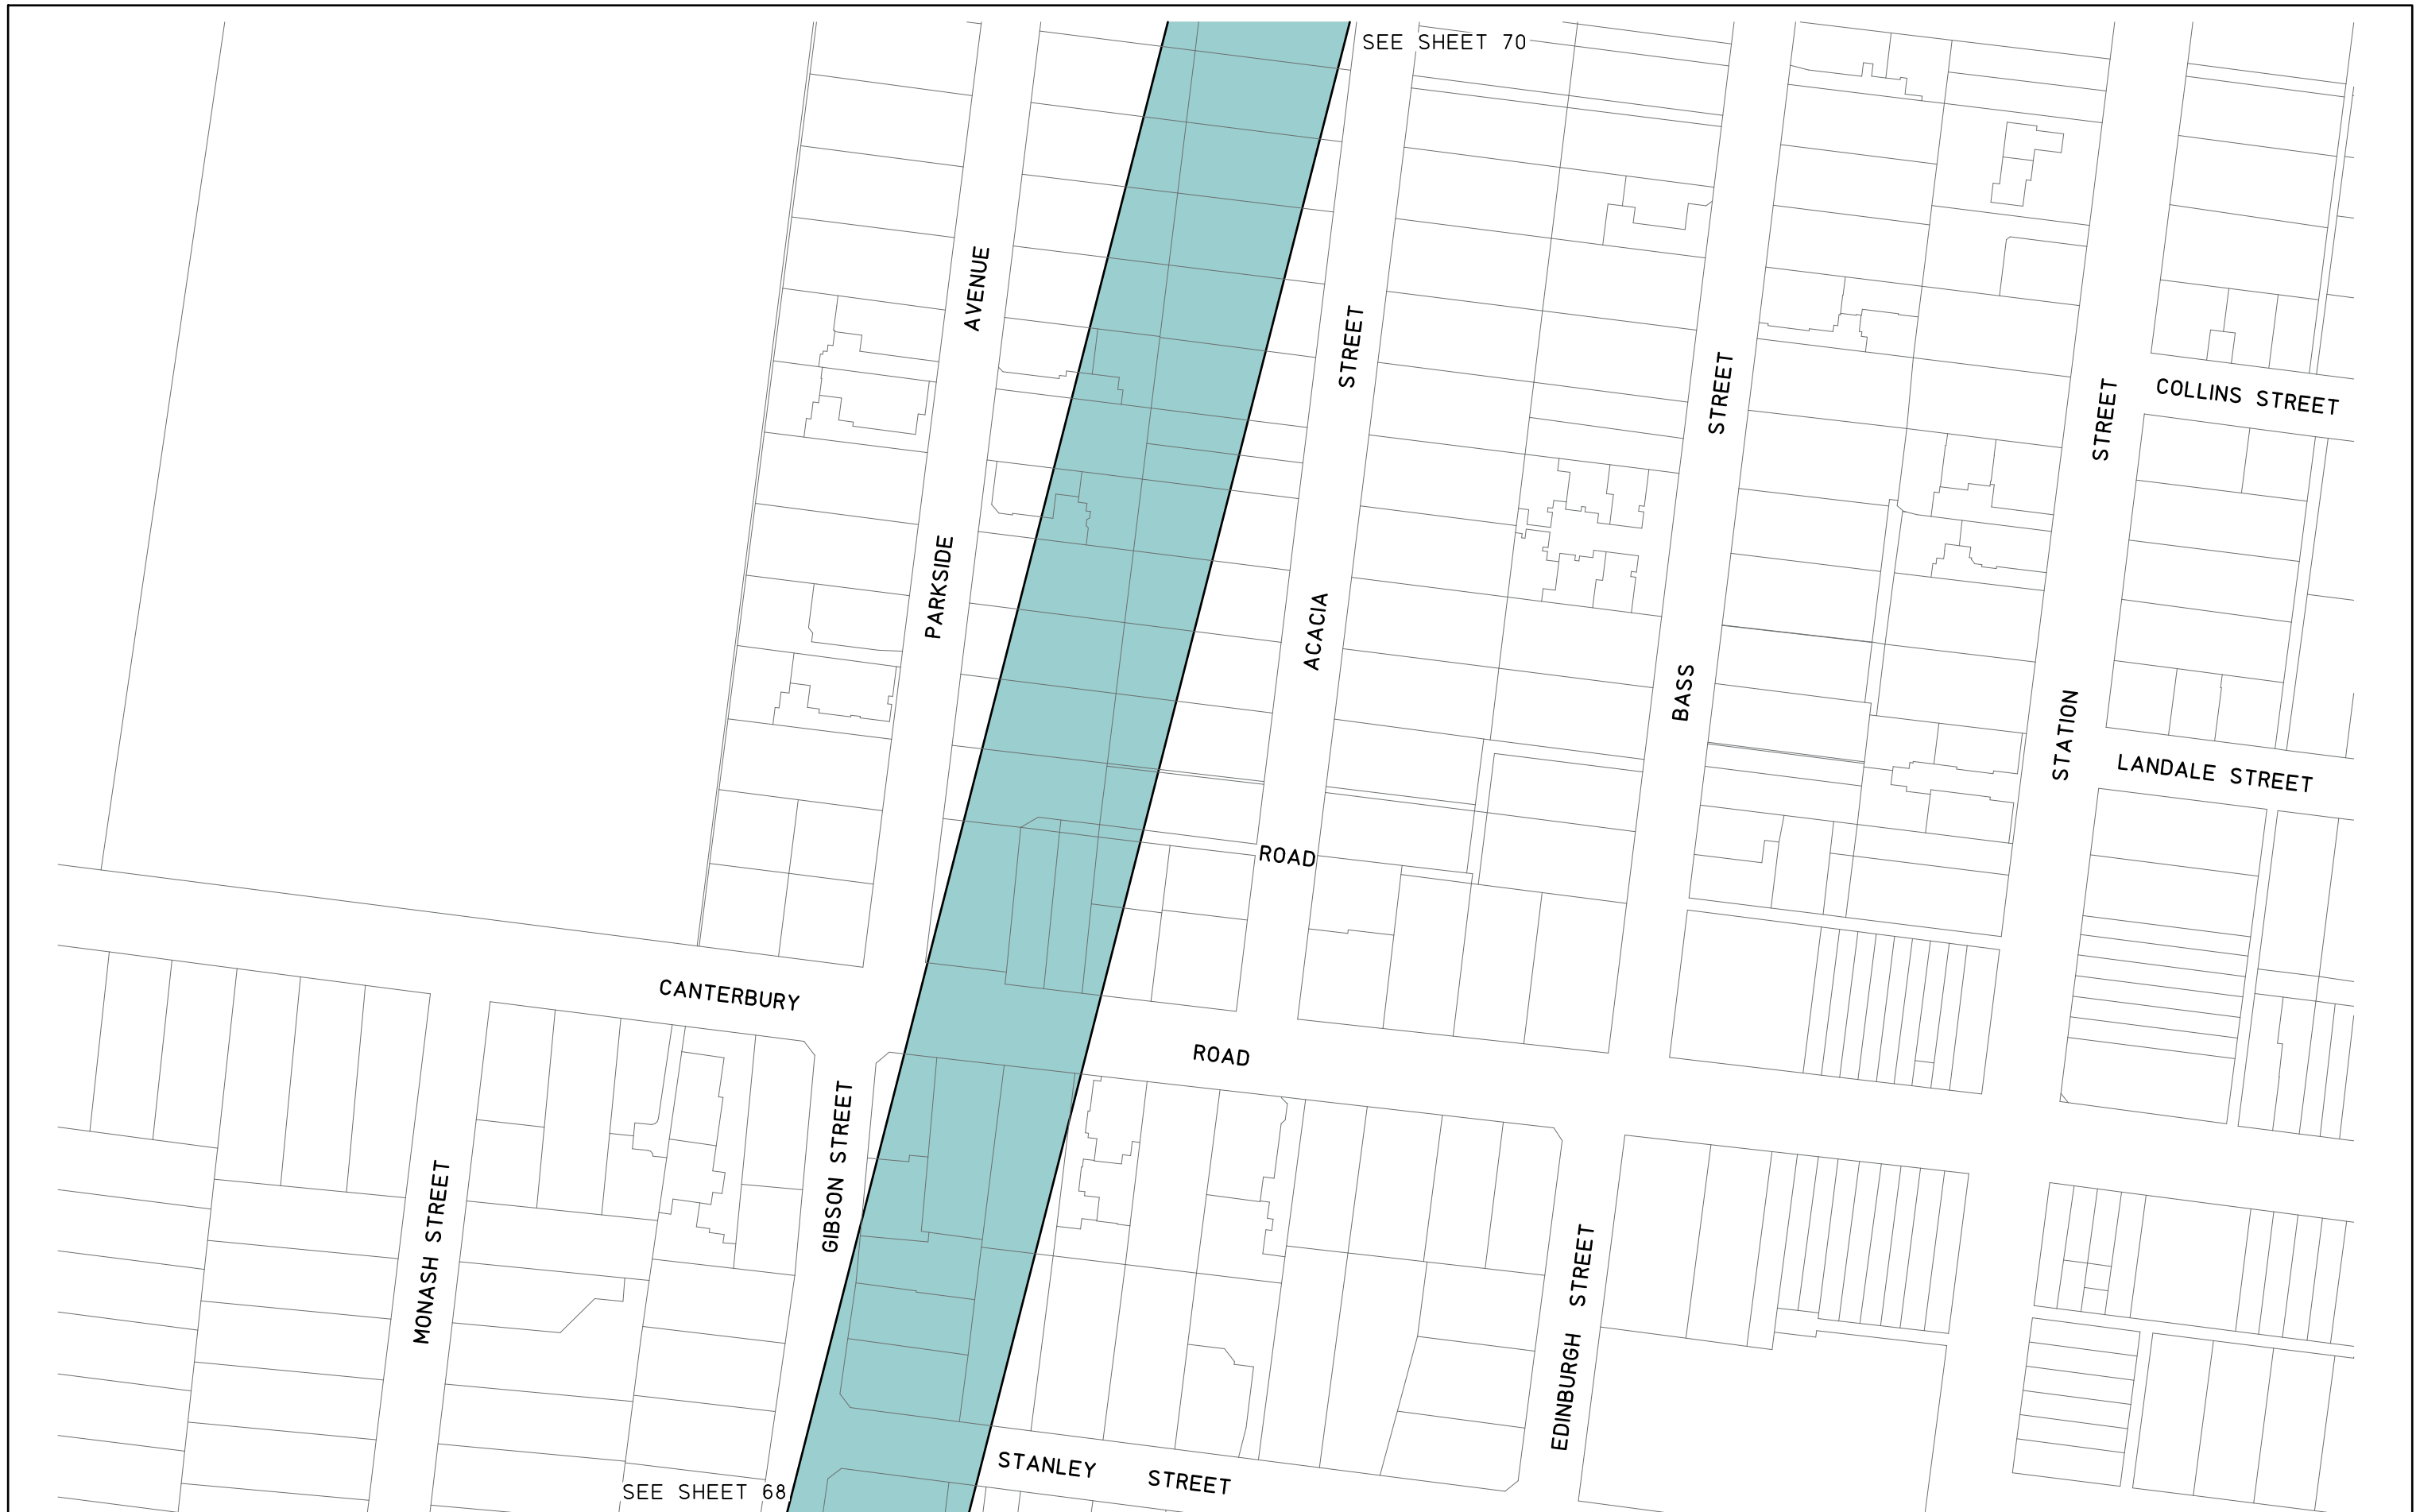 SEE SHEET 70
AVENUE
STREET
STREET
STREET
COLLINS STREET
PARKSIDE
ACACIA
BASS
STATION
LANDALE STREET
ROAD
CANTERBURY
ROAD
GIBSON STREET
MONASH STREET
EDINBURGH STREET
STANLEY STREET
SEE SHEET 68